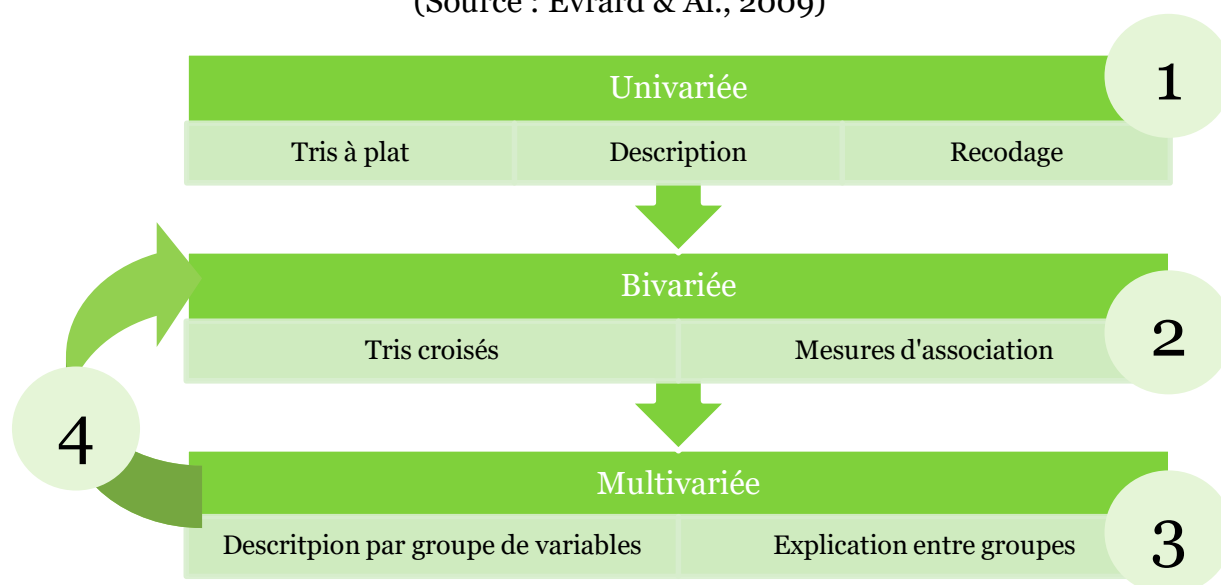 (Source : Evrard & Al., 2009)
Univariée
1
Tris à plat
Description
Recodage
Bivariée
2
Tris croisés
Mesures d'association
4
Multivariée
3
Descritpion par groupe de variables
Explication entre groupes